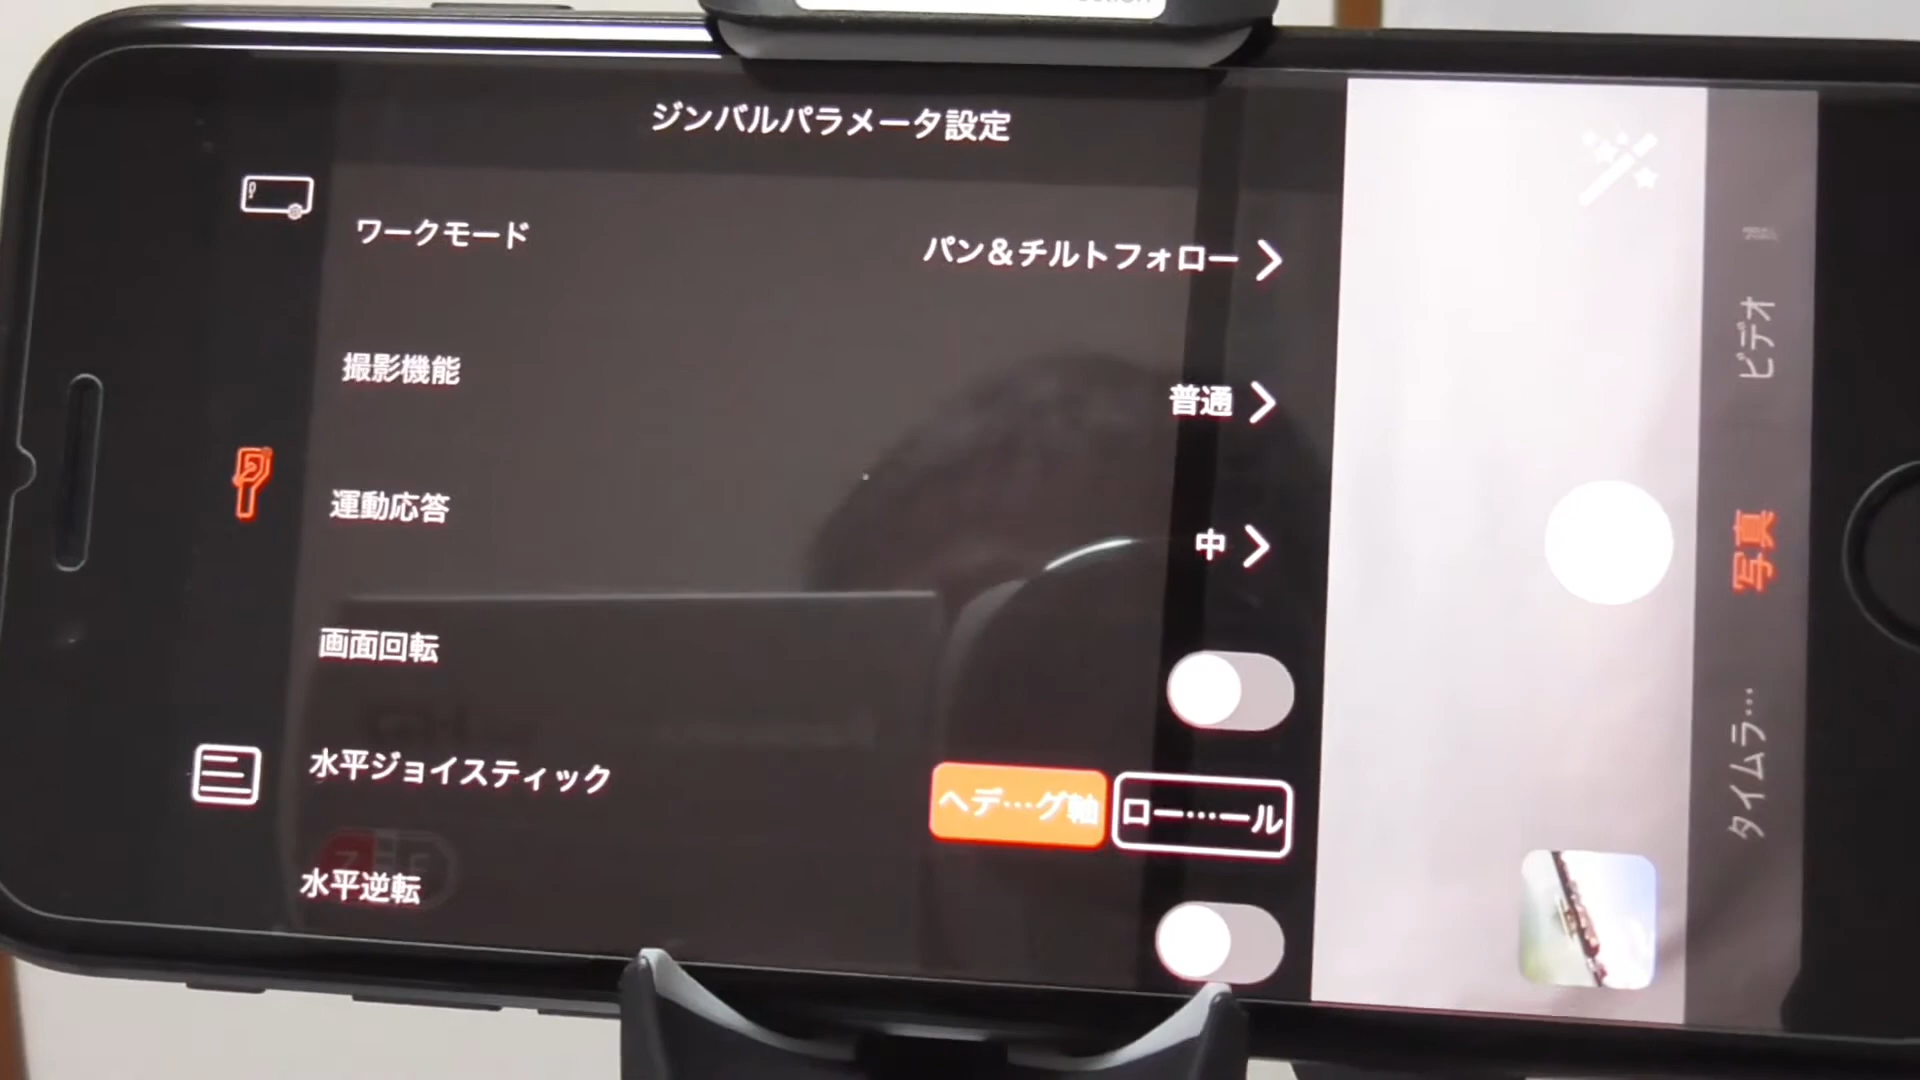 ジンバルパラメータ設定
ワークモード
パン＆チルトフォロー
撮影機能
普通
運動応答
中
画面回転
水平ジョイスティック
ヘデ…グ軸
ロー…ール
水平逆転
ビデオ
写真
タイムラ…